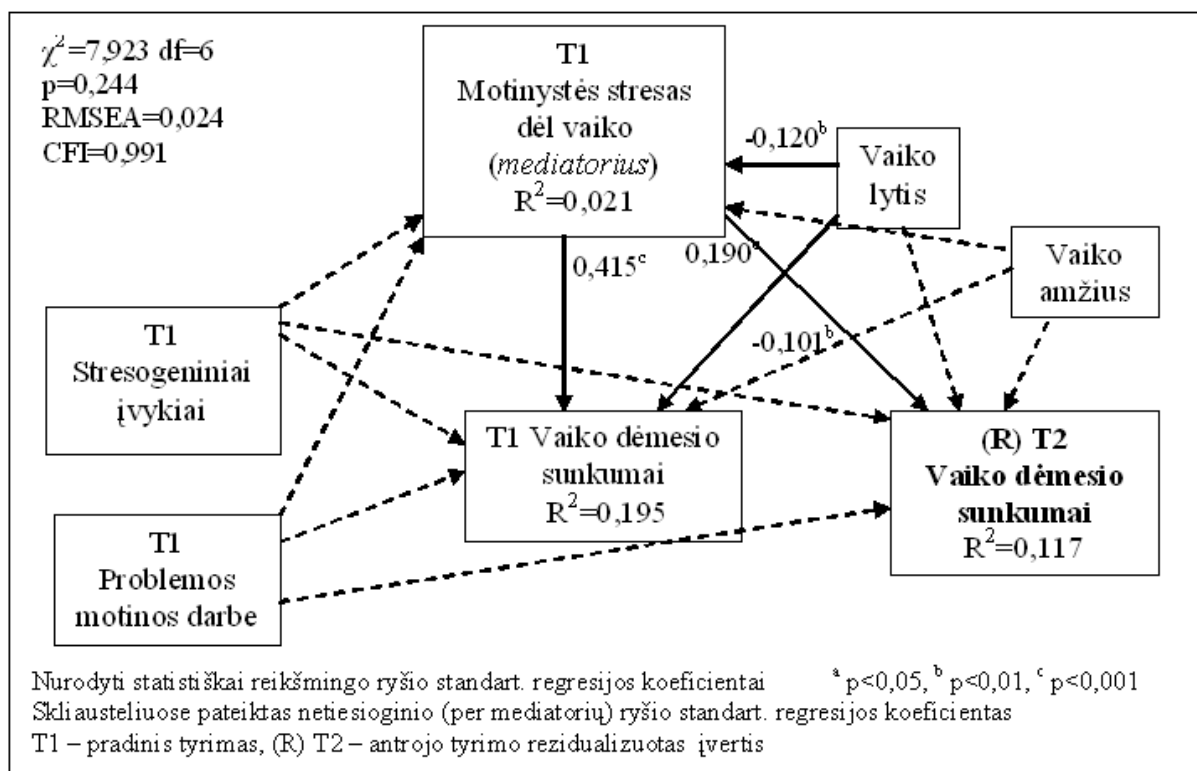 χ²=7,923 df=6
p=0,244
RMSEA=0,024
CFI=0,991
T1
Motinystės stresas
dėl vaiko
(mediatorius)
R²=0,021
-0,120ᵇ
Vaiko
lytis
0,415ᶜ
0,190
Vaiko
amžius
T1
Stresogeniniai
įvykiai
-0,101ᵇ
T1 Vaiko dėmesio
sunkumai
R²=0,195
(R) T2
Vaiko dėmesio
sunkumai
R²=0,117
T1
Problemos
motinos darbe
Nurodyti statistiškai reikšmingo ryšio standart. regresijos koeficientai ᵃ p<0,05, ᵇ p<0,01, ᶜ p<0,001
Skliausteliuose pateiktas netiesioginio (per mediatorių) ryšio standart. regresijos koeficientas
T1 – pradinis tyrimas, (R) T2 – antrojo tyrimo rezidualizuotas įvertis